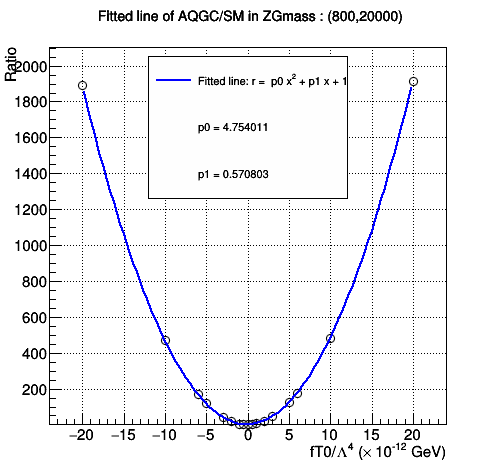 FItted line of AQGC/SM in ZGmass : (800,20000)
Ratio
2000
1800
1600
1400
1200
1000
800
600
400
200
Fitted line: r = p0 x² + p1 x + 1
p0 = 4.754011
p1 = 0.570803
−20 −15 −10 −5 0 5 10 15 20
fT0/Λ⁴ (× 10⁻¹² GeV)